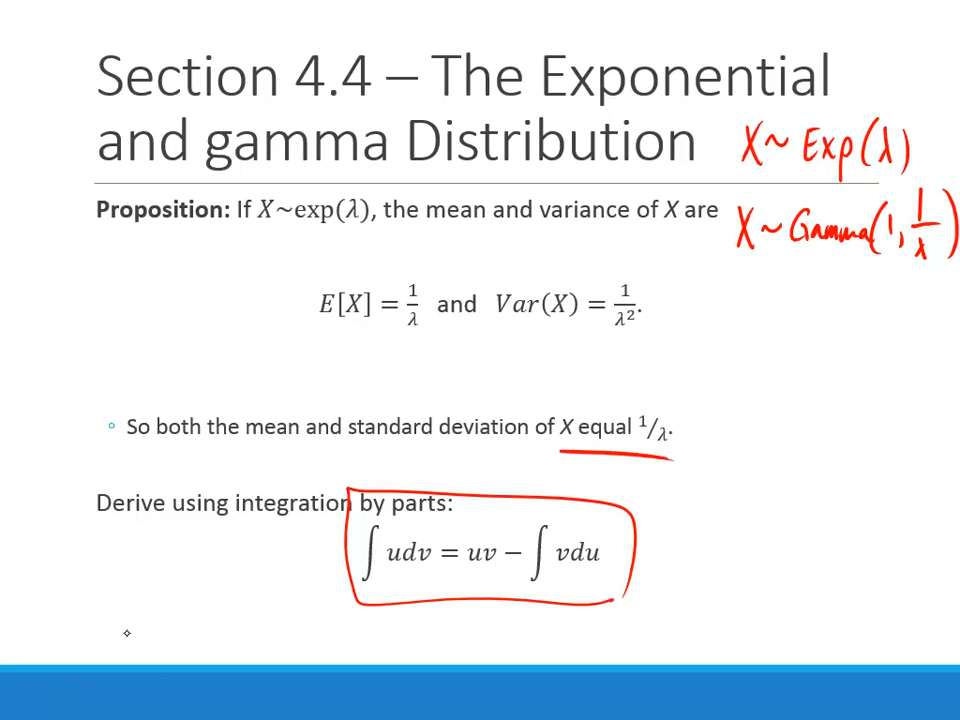 Section 4.4 – The Exponential
and gamma Distribution
X ~ Exp(λ)
Proposition: If X~exp(λ), the mean and variance of X are
X ~ Gamma(1, 1/λ)
E[X] = 1/λ and Var(X) = 1/λ².
◦ So both the mean and standard deviation of X equal 1/λ.
Derive using integration by parts:
∫ udv = uv − ∫ vdu